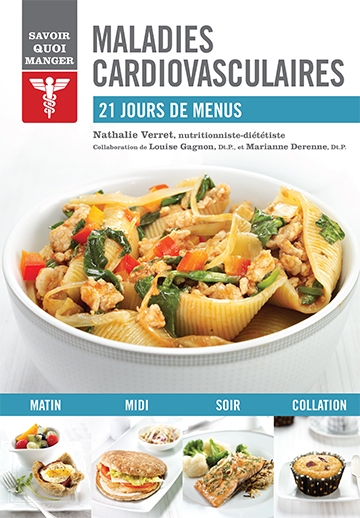 SAVOIR
QUOI
MANGER
MALADIES
CARDIOVASCULAIRES
21 JOURS DE MENUS
Nathalie Verret, nutritionniste-diététiste
Collaboration de Louise Gagnon, Dt.P., et Marianne Derenne, Dt.P.
MATIN MIDI SOIR COLLATION